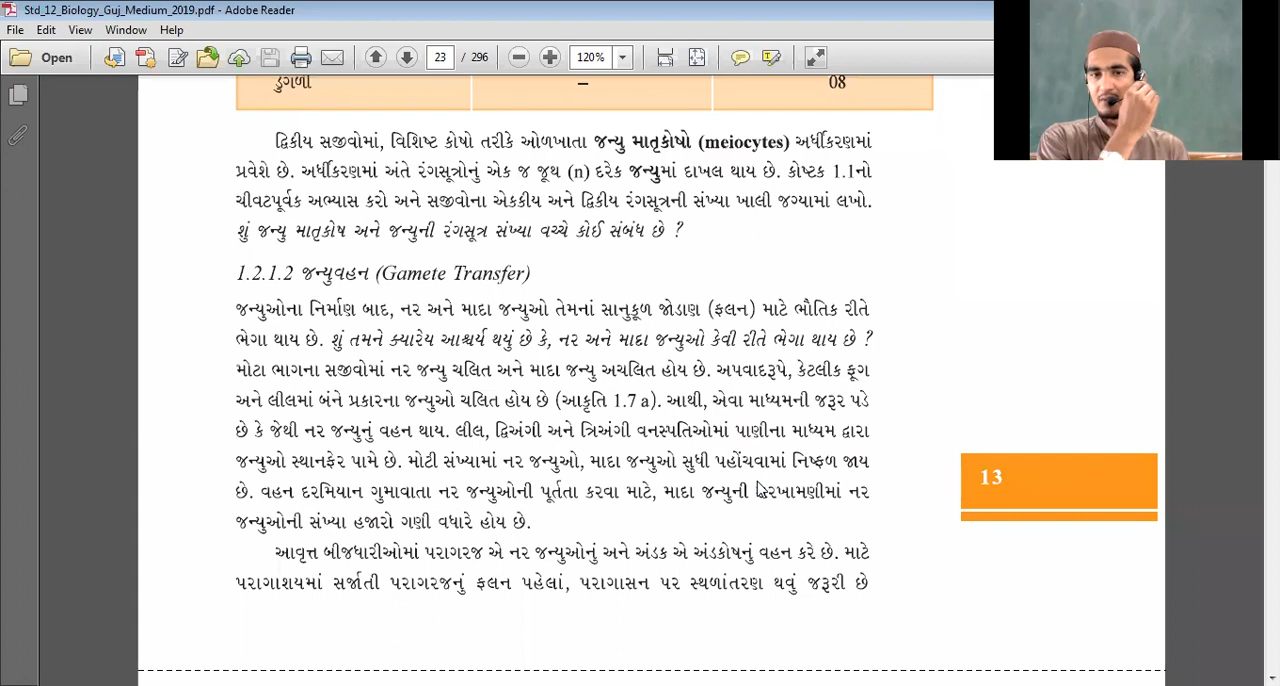 Std_12_Biology_Guj_Medium_2019.pdf - Adobe Reader
File Edit View Window Help
Open 23 / 296 120%
ડુંગળી – 08
દ્વિકીય સજીવોમાં, વિશિષ્ટ કોષો તરીકે ઓળખાતા જન્યુ માતૃકોષો (meiocytes) અર્ધીકરણમાં
પ્રવેશે છે. અર્ધીકરણમાં અંતે રંગસૂત્રોનું એક જ જૂથ (n) દરેક જન્યુમાં દાખલ થાય છે. કોષ્ટક 1.1નો
ચીવટપૂર્વક અભ્યાસ કરો અને સજીવોના એકકીય અને દ્વિકીય રંગસૂત્રની સંખ્યા ખાલી જગ્યામાં લખો.
શું જન્યુ માતૃકોષ અને જન્યુની રંગસૂત્ર સંખ્યા વચ્ચે કોઈ સંબંધ છે ?
1.2.1.2 જન્યુવહન (Gamete Transfer)
જન્યુઓના નિર્માણ બાદ, નર અને માદા જન્યુઓ તેમનાં સાનુકૂળ જોડાણ (ફલન) માટે ભૌતિક રીતે
ભેગા થાય છે. શું તમને ક્યારેય આશ્ચર્ય થયું છે કે, નર અને માદા જન્યુઓ કેવી રીતે ભેગા થાય છે ?
મોટા ભાગના સજીવોમાં નર જન્યુ ચલિત અને માદા જન્યુ અચલિત હોય છે. અપવાદરૂપે, કેટલીક ફૂગ
અને લીલમાં બંને પ્રકારના જન્યુઓ ચલિત હોય છે (આકૃતિ 1.7 a). આથી, એવા માધ્યમની જરૂર પડે
છે કે જેથી નર જન્યુનું વહન થાય. લીલ, દ્વિઅંગી અને ત્રિઅંગી વનસ્પતિઓમાં પાણીના માધ્યમ દ્વારા
જન્યુઓ સ્થાનફેર પામે છે. મોટી સંખ્યામાં નર જન્યુઓ, માદા જન્યુઓ સુધી પહોંચવામાં નિષ્ફળ જાય
છે. વહન દરમિયાન ગુમાવાતા નર જન્યુઓની પૂર્તતા કરવા માટે, માદા જન્યુની સરખામણીમાં નર
જન્યુઓની સંખ્યા હજારો ગણી વધારે હોય છે.
13
આવૃત્ત બીજધારીઓમાં પરાગરજ એ નર જન્યુઓનું અને અંડક એ અંડકોષનું વહન કરે છે. માટે
પરાગાશયમાં સર્જાતી પરાગરજનું ફલન પહેલાં, પરાગાસન પર સ્થળાંતરણ થવું જરૂરી છે